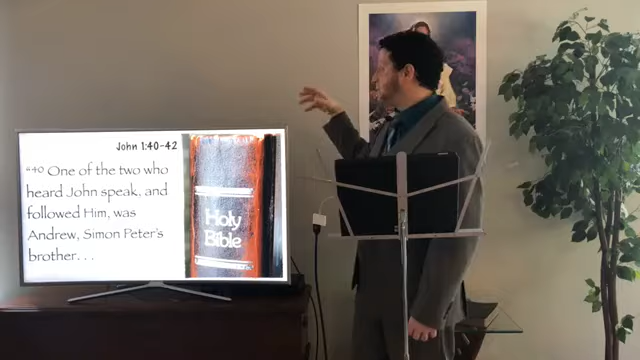 John 1:40-42
“⁴⁰ One of the two who
heard John speak, and
followed Him, was
Andrew, Simon Peter’s
brother. . .
Holy
Bible